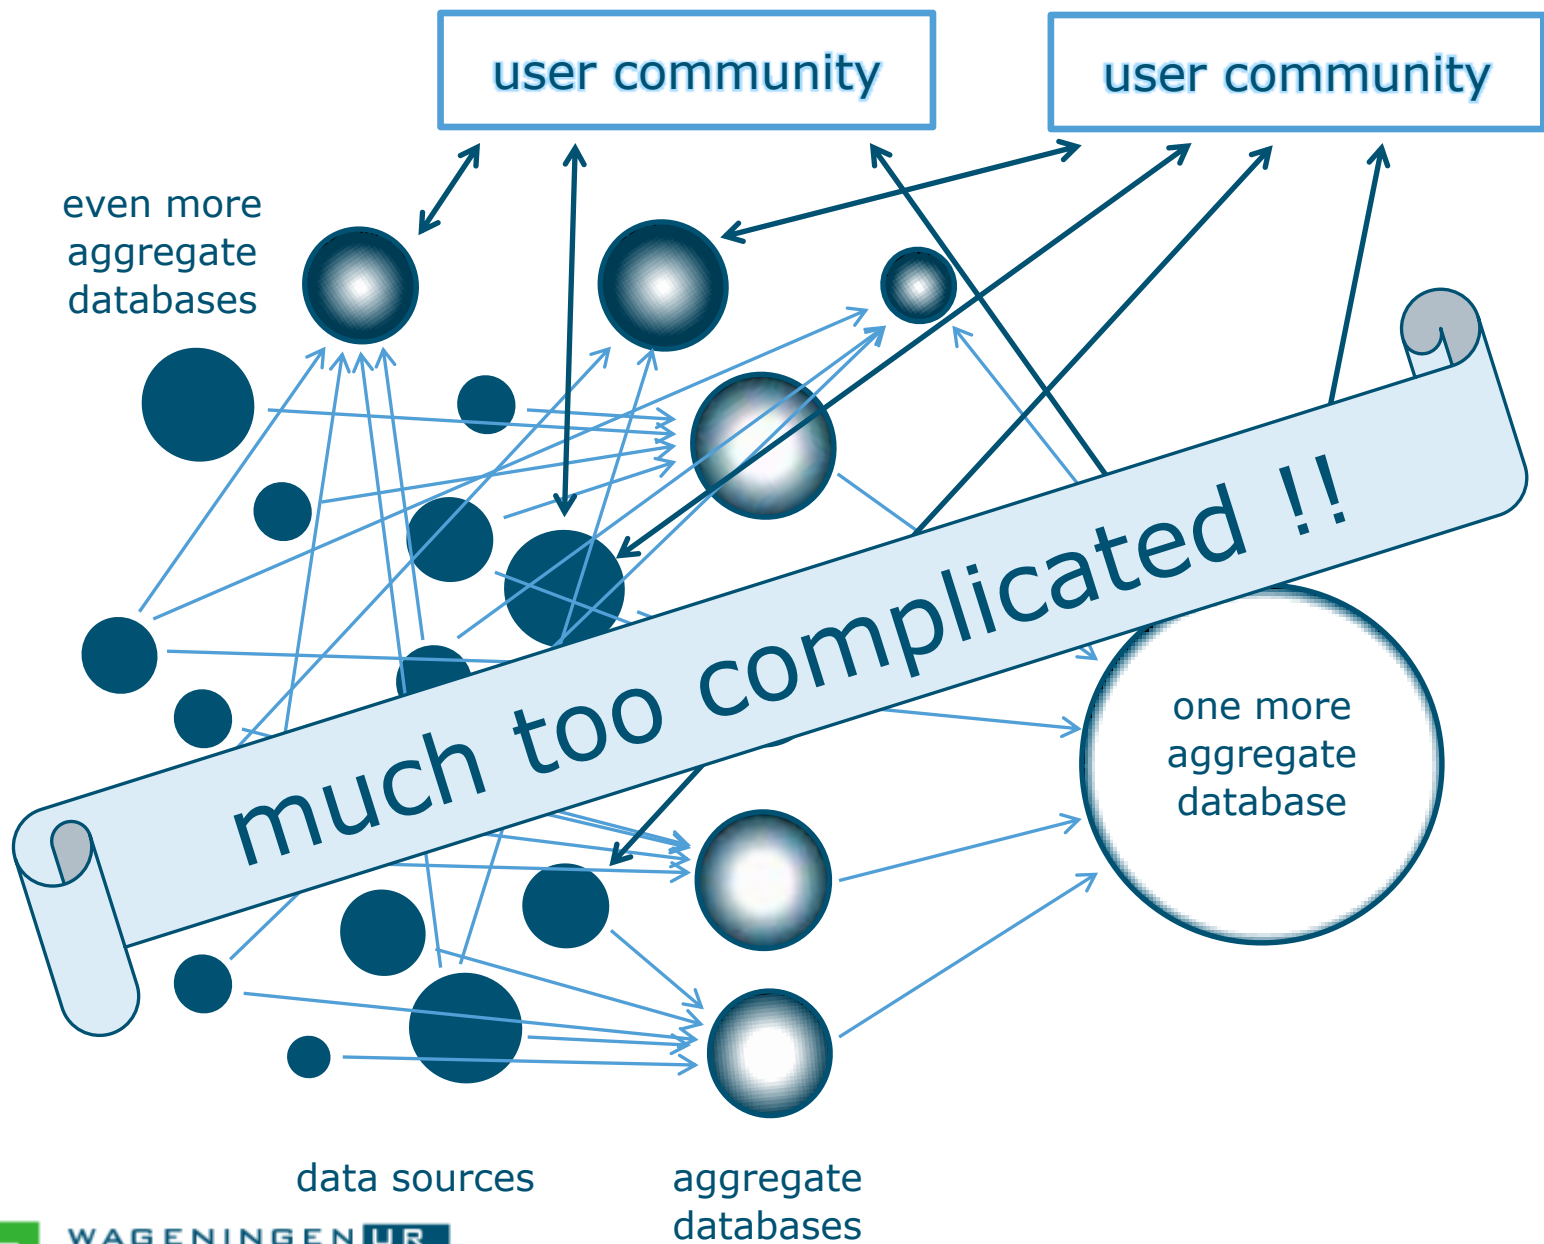 user community
user community
even more
aggregate
databases
much too complicated !!
one more
aggregate
database
data sources
aggregate
databases
WAGENINGEN UR